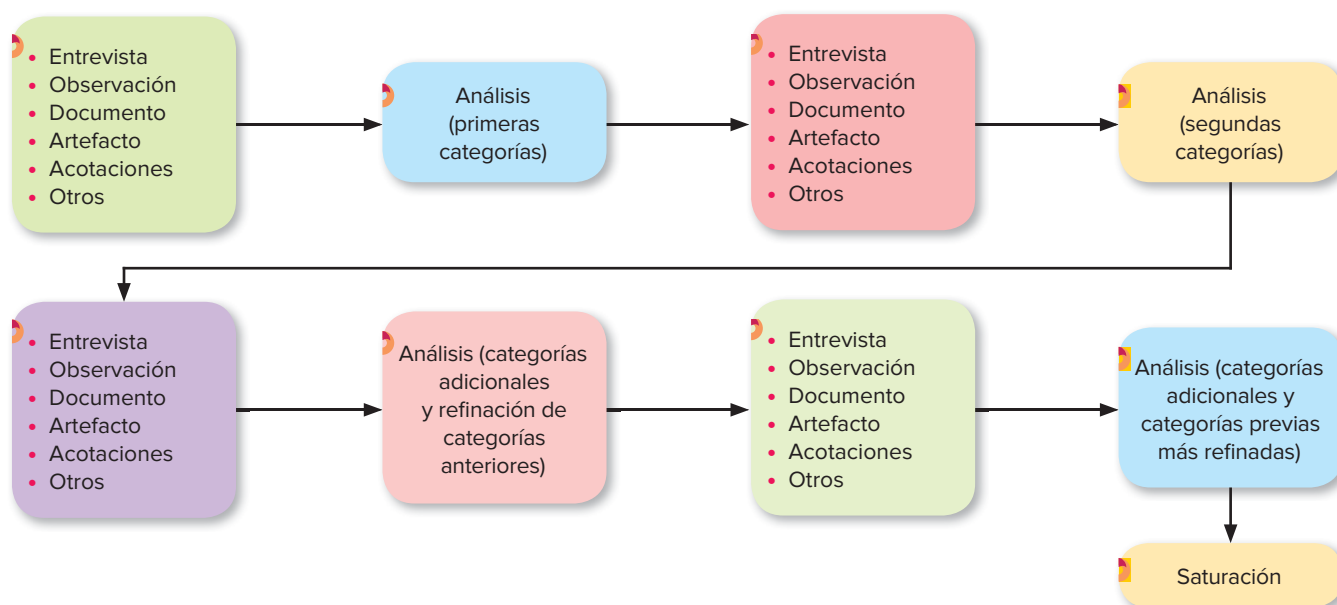 • Entrevista
• Observación
• Documento
• Artefacto
• Acotaciones
• Otros
Análisis
(primeras
categorías)
• Entrevista
• Observación
• Documento
• Artefacto
• Acotaciones
• Otros
Análisis
(segundas
categorías)
• Entrevista
• Observación
• Documento
• Artefacto
• Acotaciones
• Otros
Análisis (categorías
adicionales
y refinación de
categorías
anteriores)
• Entrevista
• Observación
• Documento
• Artefacto
• Acotaciones
• Otros
Análisis (categorías
adicionales y
categorías previas
más refinadas)
Saturación